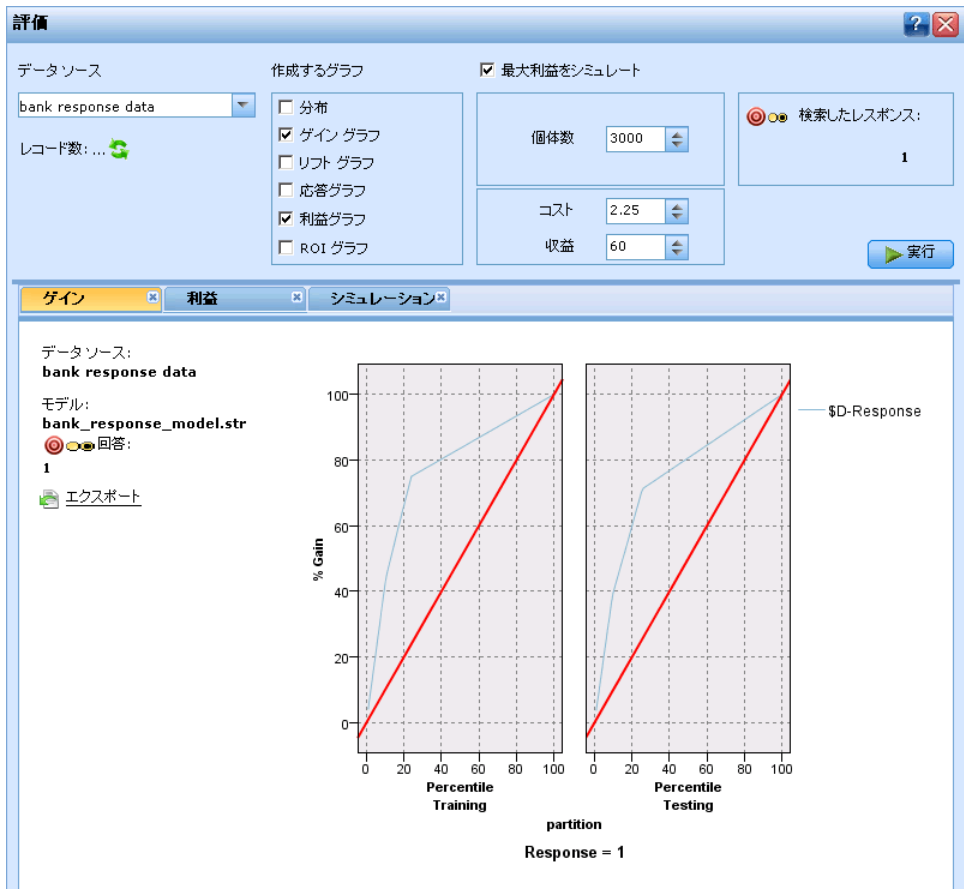 評価
データソース
bank response data
レコード数: ...
作成するグラフ
分布
ゲイン グラフ
リフト グラフ
応答グラフ
利益グラフ
ROI グラフ
最大利益をシミュレート
個体数
3000
コスト
2.25
収益
60
検索したレスポンス:
1
実行
ゲイン
利益
シミュレーション
データソース:
bank response data
モデル:
bank_response_model.str
回答:
1
エクスポート
% Gain
100
80
60
40
20
0
0 20 40 60 80 100
Percentile
Training
0 20 40 60 80 100
Percentile
Testing
partition
Response = 1
$D-Response